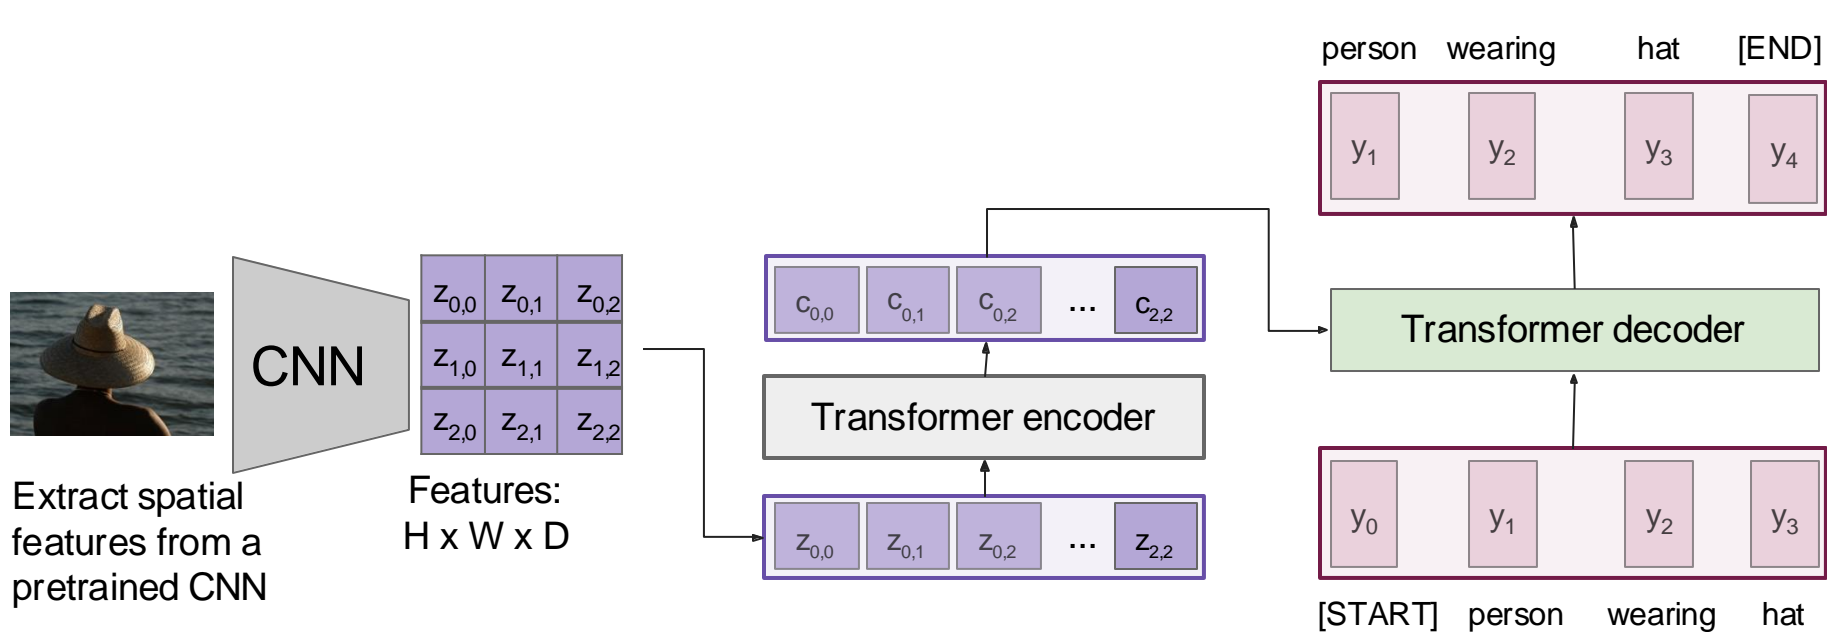 person wearing hat [END]
y1 y2 y3 y4
CNN
z0,0 z0,1 z0,2
z1,0 z1,1 z1,2
z2,0 z2,1 z2,2
Extract spatial
features from a
pretrained CNN
Features:
H x W x D
c0,0 c0,1 c0,2 ... c2,2
Transformer encoder
z0,0 z0,1 z0,2 ... z2,2
Transformer decoder
y0 y1 y2 y3
[START] person wearing hat